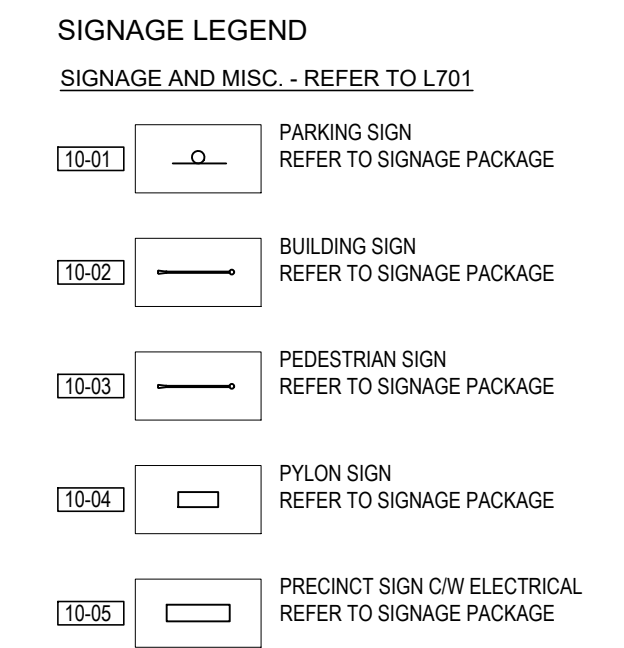 SIGNAGE LEGEND
SIGNAGE AND MISC. - REFER TO L701
10-01
PARKING SIGN
REFER TO SIGNAGE PACKAGE
10-02
BUILDING SIGN
REFER TO SIGNAGE PACKAGE
10-03
PEDESTRIAN SIGN
REFER TO SIGNAGE PACKAGE
10-04
PYLON SIGN
REFER TO SIGNAGE PACKAGE
10-05
PRECINCT SIGN C/W ELECTRICAL
REFER TO SIGNAGE PACKAGE